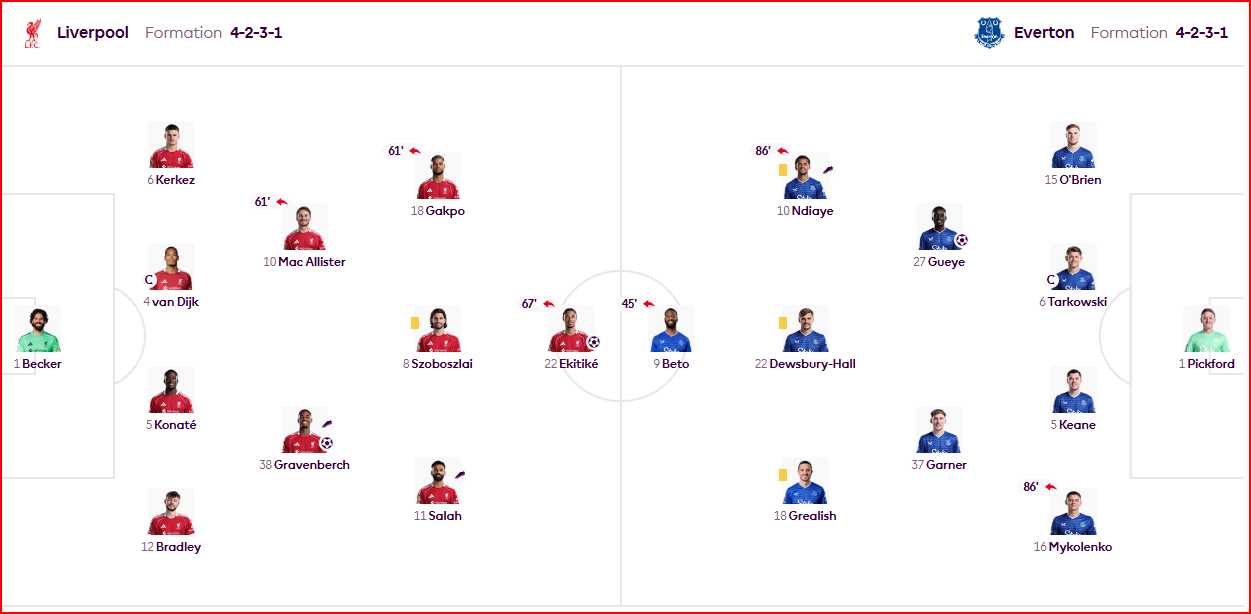 Liverpool Formation 4-2-3-1
Everton Formation 4-2-3-1
L.F.C.
1 Becker
6 Kerkez
C
4 van Dijk
5 Konaté
12 Bradley
61'
10 Mac Allister
38 Gravenberch
61'
18 Gakpo
8 Szoboszlai
11 Salah
67'
22 Ekitiké
45'
9 Beto
86'
10 Ndiaye
22 Dewsbury-Hall
18 Grealish
27 Gueye
37 Garner
15 O'Brien
C
6 Tarkowski
5 Keane
86'
16 Mykolenko
1 Pickford